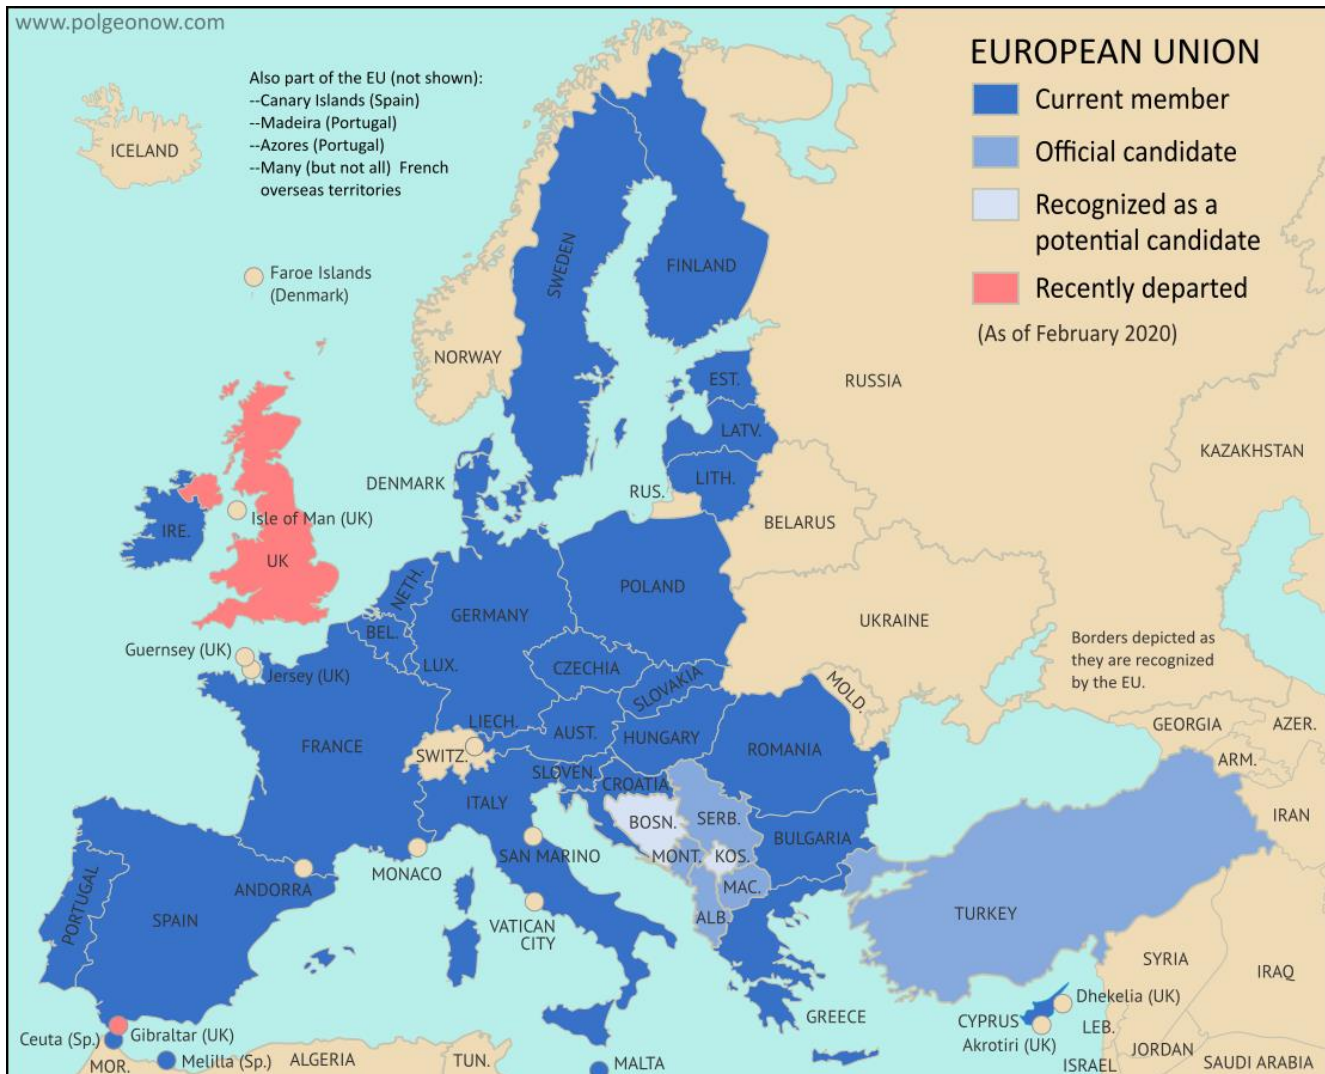 www.polgeonow.com
EUROPEAN UNION
Current member
Official candidate
Recognized as a
potential candidate
Recently departed
(As of February 2020)
Also part of the EU (not shown):
--Canary Islands (Spain)
--Madeira (Portugal)
--Azores (Portugal)
--Many (but not all) French
overseas territories
ICELAND
Faroe Islands
(Denmark)
SWEDEN
FINLAND
NORWAY
RUSSIA
EST.
LATV.
LITH.
RUS.
KAZAKHSTAN
DENMARK
BELARUS
IRE.
Isle of Man (UK)
UK
NETH.
BEL.
LUX.
GERMANY
POLAND
UKRAINE
Borders depicted as
they are recognized
by the EU.
Guernsey (UK)
Jersey (UK)
CZECHIA
SLOVAKIA
MOLD.
FRANCE
LIECH.
SWITZ.
AUST.
HUNGARY
ROMANIA
GEORGIA
AZER.
ARM.
IRAN
SLOVEN.
CROATIA
ITALY
BOSN.
SERB.
BULGARIA
SAN MARINO
MONT.
KOS.
MAC.
ALB.
MONACO
ANDORRA
VATICAN
CITY
PORTUGAL
SPAIN
TURKEY
SYRIA
IRAQ
GREECE
CYPRUS
Dhekelia (UK)
Akrotiri (UK)
LEB.
ISRAEL
JORDAN
SAUDI ARABIA
Ceuta (Sp.)
Gibraltar (UK)
Melilla (Sp.)
MOR.
ALGERIA
TUN.
MALTA